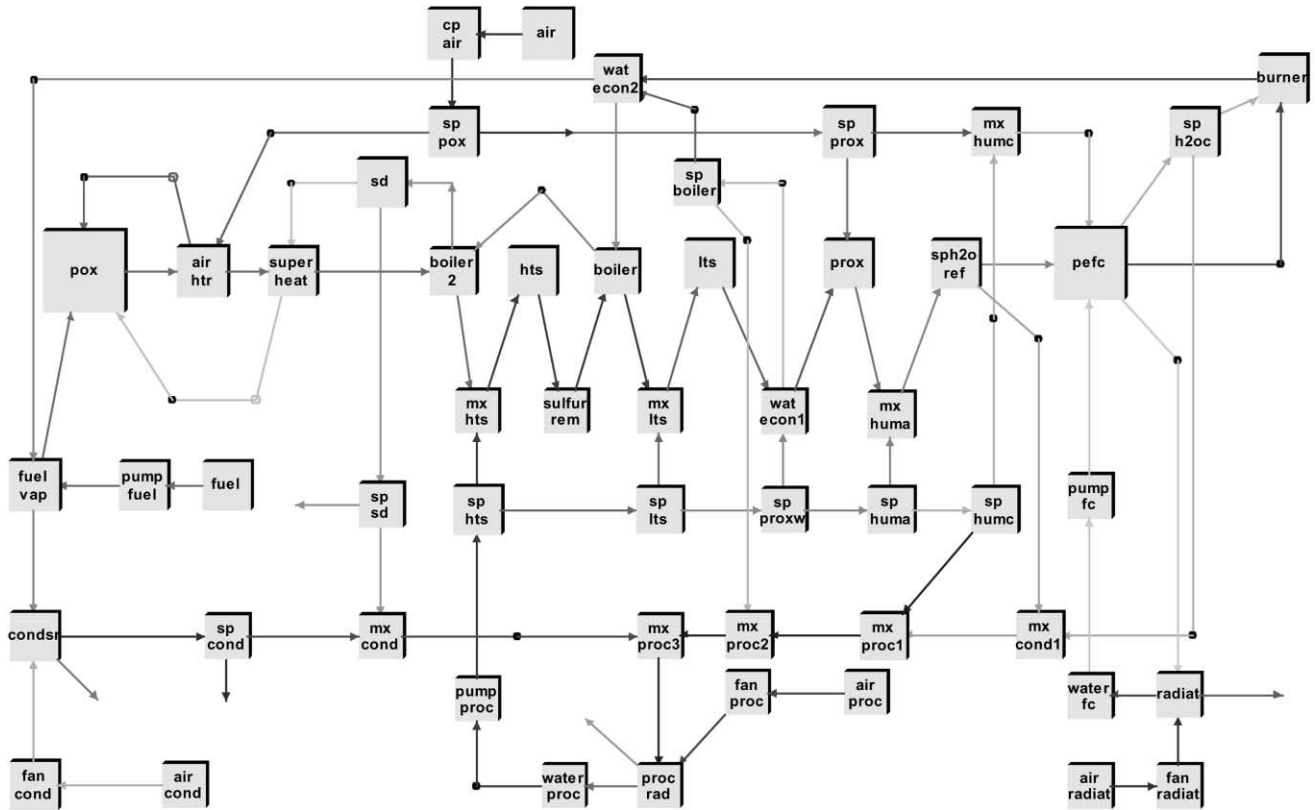 cp
air
air
wat
econ2
burner
sp
pox
sp
prox
mx
humc
sp
h2oc
sd
sp
boiler
pox
air
htr
super
heat
boiler
2
hts
boiler
lts
prox
sph2o
ref
pefc
mx
hts
sulfur
rem
mx
lts
wat
econ1
mx
huma
fuel
vap
pump
fuel
fuel
sp
sd
sp
hts
sp
lts
sp
proxw
sp
huma
sp
humc
pump
fc
condsr
sp
cond
mx
cond
mx
proc3
mx
proc2
mx
proc1
mx
cond1
pump
proc
fan
proc
air
proc
water
fc
radiat
fan
cond
air
cond
water
proc
proc
rad
air
radiat
fan
radiat